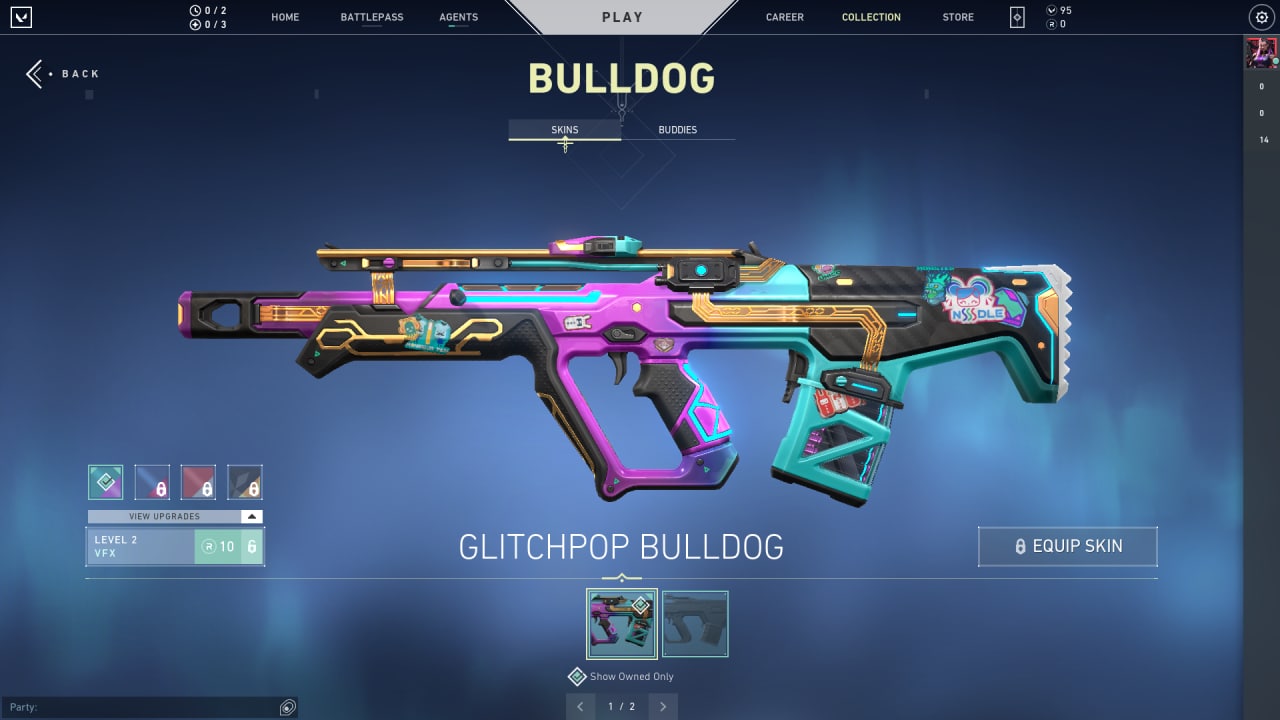 0 / 2
0 / 3
HOME
BATTLEPASS
AGENTS
PLAY
CAREER
COLLECTION
STORE
95
0
BACK
BULLDOG
SKINS
BUDDIES
0
0
14
NSSDLE
VIEW UPGRADES
LEVEL 2
VFX
10
GLITCHPOP BULLDOG
EQUIP SKIN
Show Owned Only
1 / 2
Party: